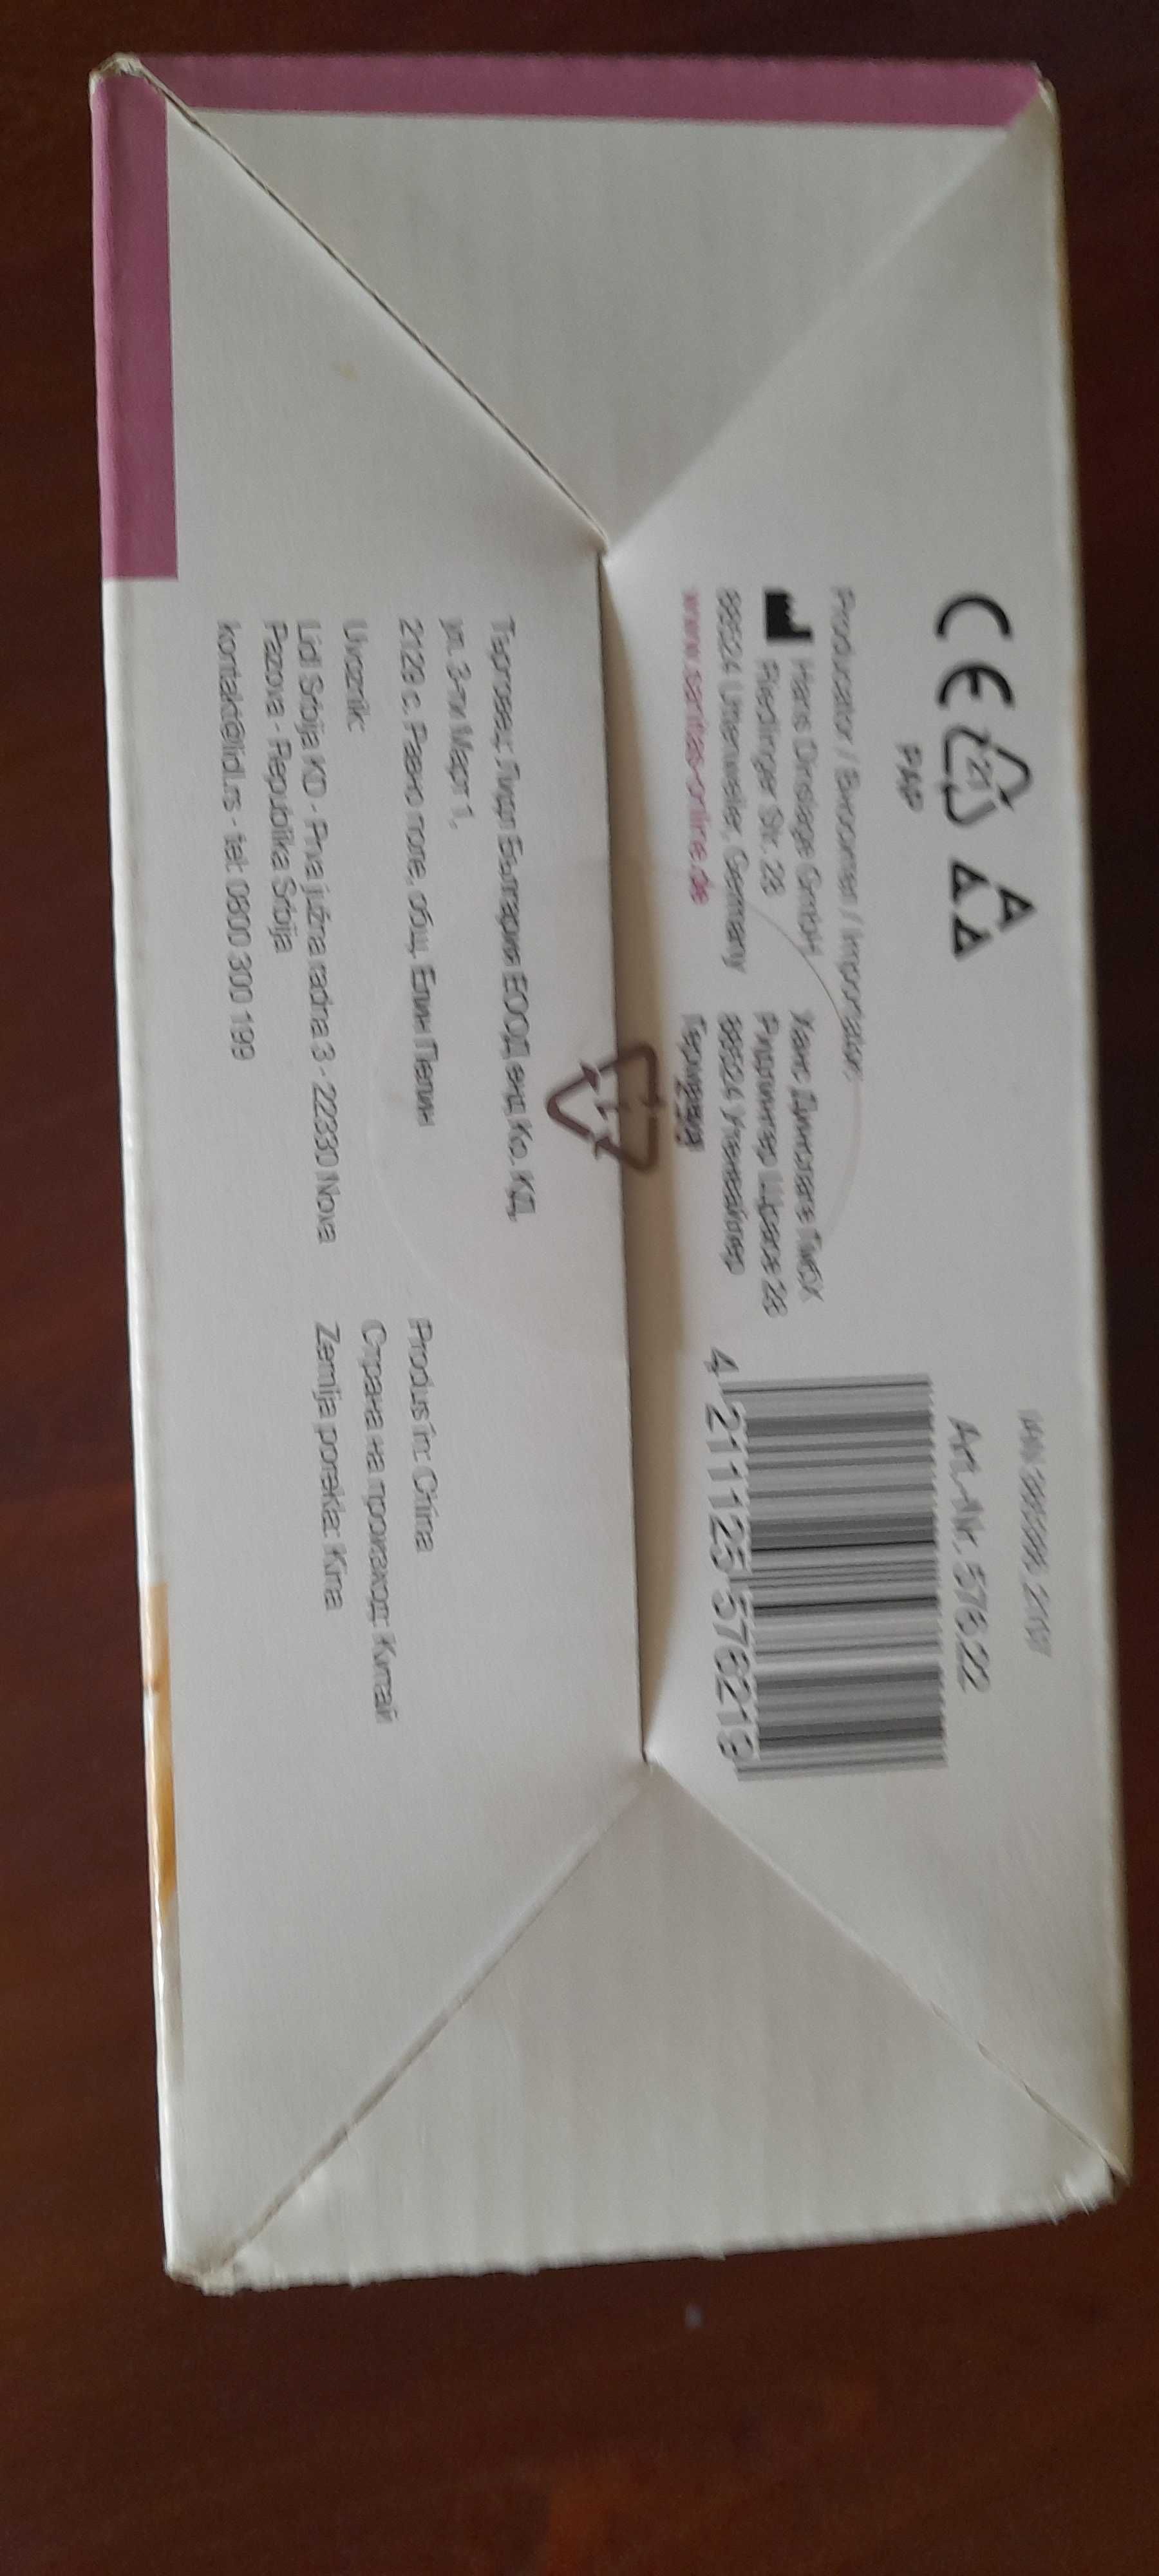 21
PAP
A
Art.-Nr. 576.22
Producator / Вносител / Importator:
Hans Dinslage GmbH
Riedlinger Str. 28
88524 Uttenweiler, Germany
www.sanitas-online.de
Ханс Динслаге ГмбХ
Ридлингер Щрасе 28
88524 Утенвайлер
Германия
4 211125 576219
Търговец: Лидл България ЕООД енд Ко. КД,
ул. 3-ти Март 1,
2129 с. Равно поле, общ. Елин Пелин
Uvoznik:
Lidl Srbija KD - Prva južna radna 3 - 22330 Nova
Pazova - Republika Srbija
kontakt@lidl.rs - tel: 0800 300 199
Produs în: China
Страна на произход: Китай
Zemlja porekla: Kina